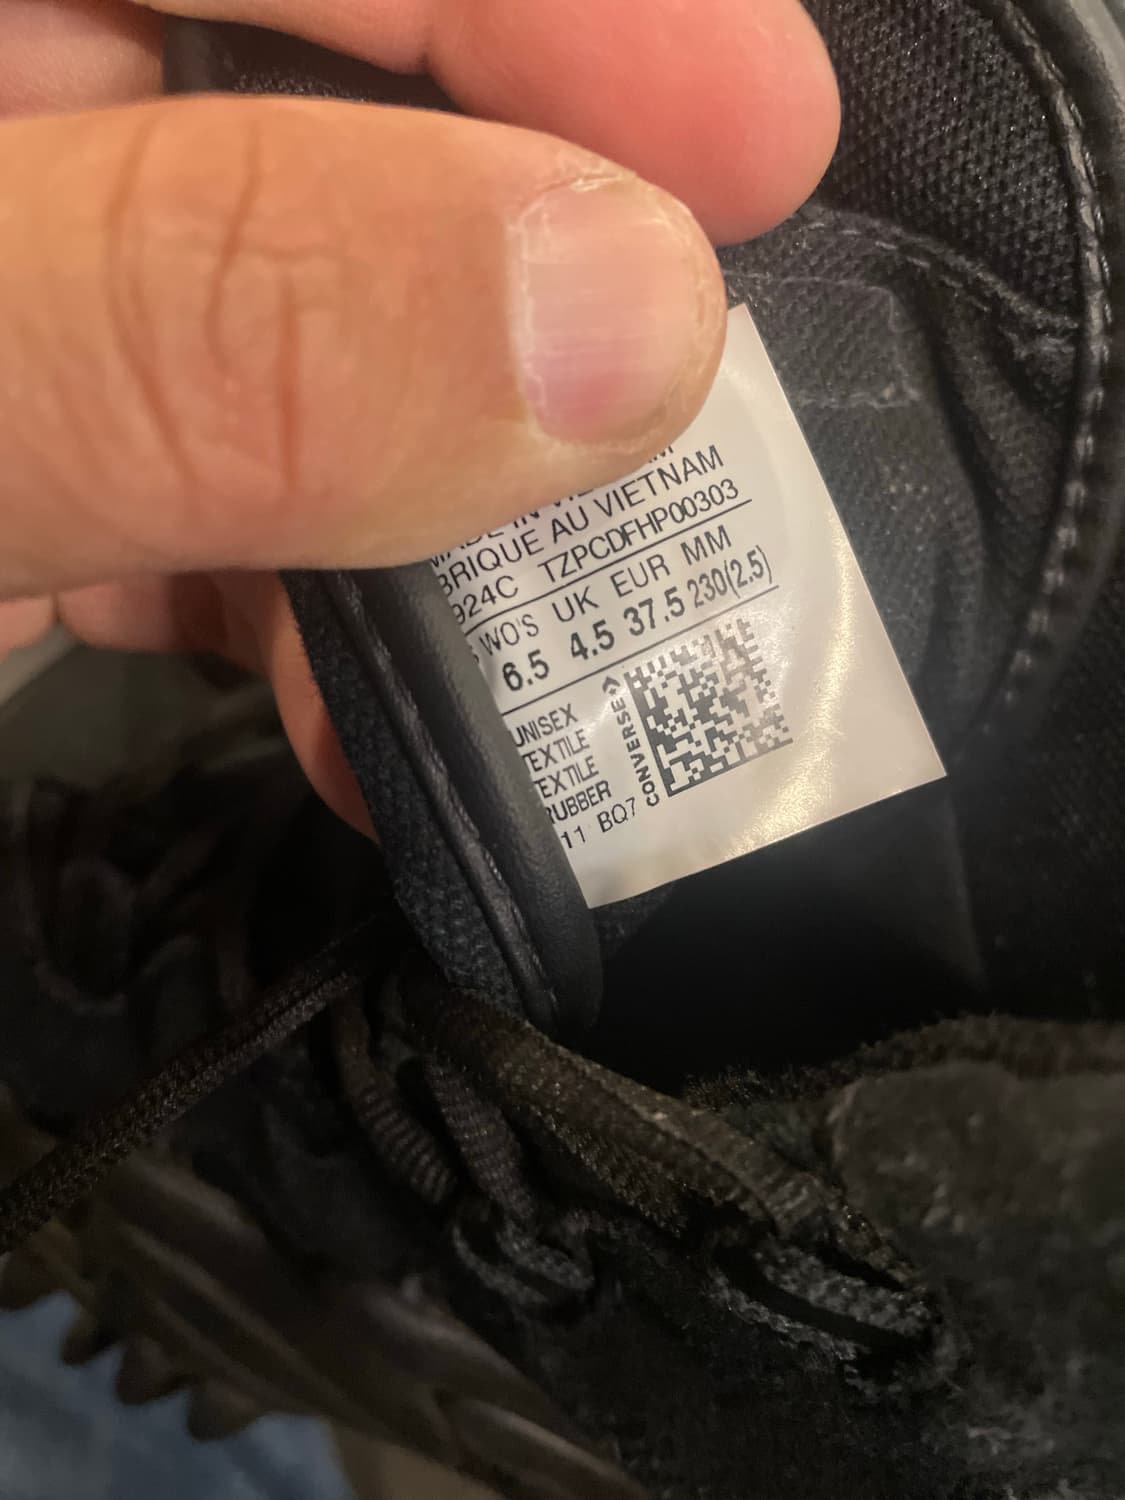 BRIQUE AU VIETNAM
924C TZPCDFHP00303
WO'S UK EUR MM
6.5 4.5 37.5 230(2.5)
UNISEX
TEXTILE
TEXTILE
RUBBER
11 BQ7
CONVERSE